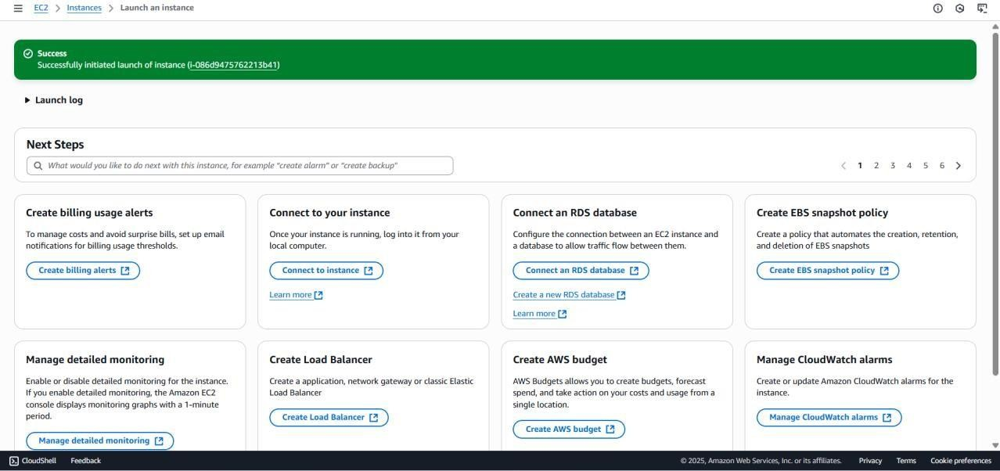 EC2 > Instances > Launch an instance
Success
Successfully initiated launch of instance (i-086d9475762213b41)
Launch log
Next Steps
What would you like to do next with this instance, for example "create alarm" or "create backup"
1 2 3 4 5 6
Create billing usage alerts
To manage costs and avoid surprise bills, set up email
notifications for billing usage thresholds.
Create billing alerts
Connect to your instance
Once your instance is running, log into it from your
local computer.
Connect to instance
Learn more
Connect an RDS database
Configure the connection between an EC2 instance and
a database to allow traffic flow between them.
Connect an RDS database
Create a new RDS database
Learn more
Create EBS snapshot policy
Create a policy that automates the creation, retention,
and deletion of EBS snapshots
Create EBS snapshot policy
Manage detailed monitoring
Enable or disable detailed monitoring for the instance.
If you enable detailed monitoring, the Amazon EC2
console displays monitoring graphs with a 1-minute
period.
Manage detailed monitoring
Create Load Balancer
Create a application, network gateway or classic Elastic
Load Balancer
Create Load Balancer
Create AWS budget
AWS Budgets allows you to create budgets, forecast
spend, and take action on your costs and usage from a
single location.
Create AWS budget
Manage CloudWatch alarms
Create or update Amazon CloudWatch alarms for the
instance.
Manage CloudWatch alarms
CloudShell Feedback © 2025, Amazon Web Services, Inc. or its affiliates. Privacy Terms Cookie preferences